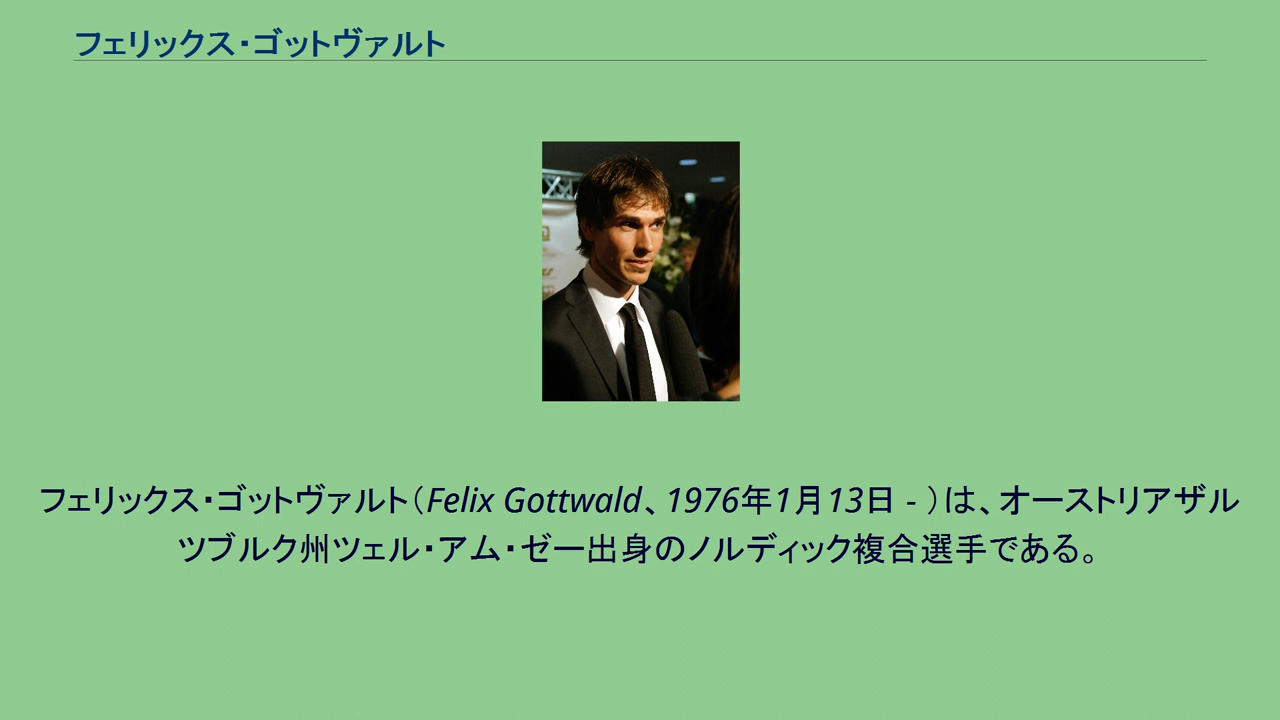 フェリックス・ゴットヴァルト
フェリックス・ゴットヴァルト（Felix Gottwald、1976年1月13日 - ）は、オーストリアザル
ツブルク州ツェル・アム・ゼー出身のノルディック複合選手である。